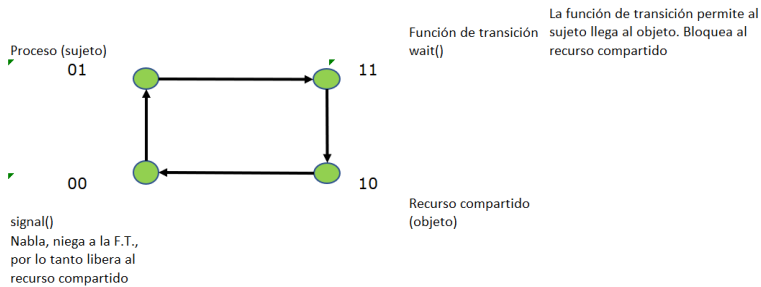 Proceso (sujeto)
01
11
Función de transición
wait()
La función de transición permite al
sujeto llega al objeto. Bloquea al
recurso compartido
00
10
signal()
Nabla, niega a la F.T.,
por lo tanto libera al
recurso compartido
Recurso compartido
(objeto)